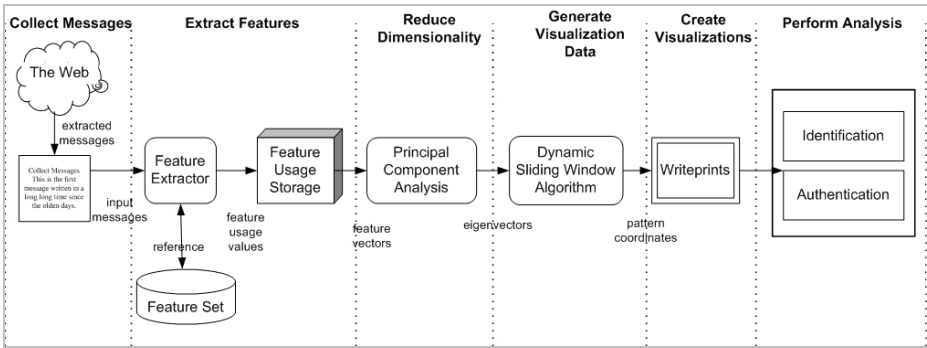 Collect Messages
Extract Features
Reduce
Dimensionality
Generate
Visualization
Data
Create
Visualizations
Perform Analysis
The Web
extracted
messages
Collect Messages
This is the first
message written in a
long long time since
the olden days.
input
messages
Feature
Extractor
reference
Feature Set
feature
usage
values
Feature
Usage
Storage
feature
vectors
Principal
Component
Analysis
eigenvectors
Dynamic
Sliding Window
Algorithm
pattern
coordinates
Writeprints
Identification
Authentication